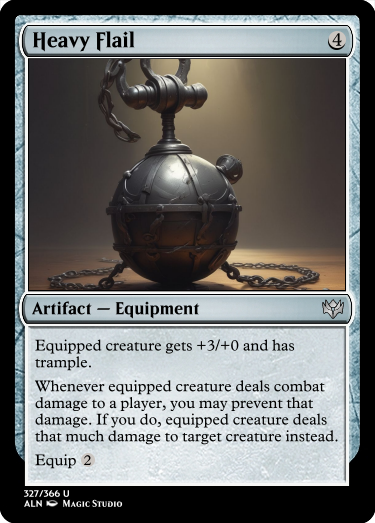 Heavy Flail 4
Artifact — Equipment
Equipped creature gets +3/+0 and has
trample.
Whenever equipped creature deals combat
damage to a player, you may prevent that
damage. If you do, equipped creature deals
that much damage to target creature instead.
Equip 2
327/366 U
ALN Magic Studio